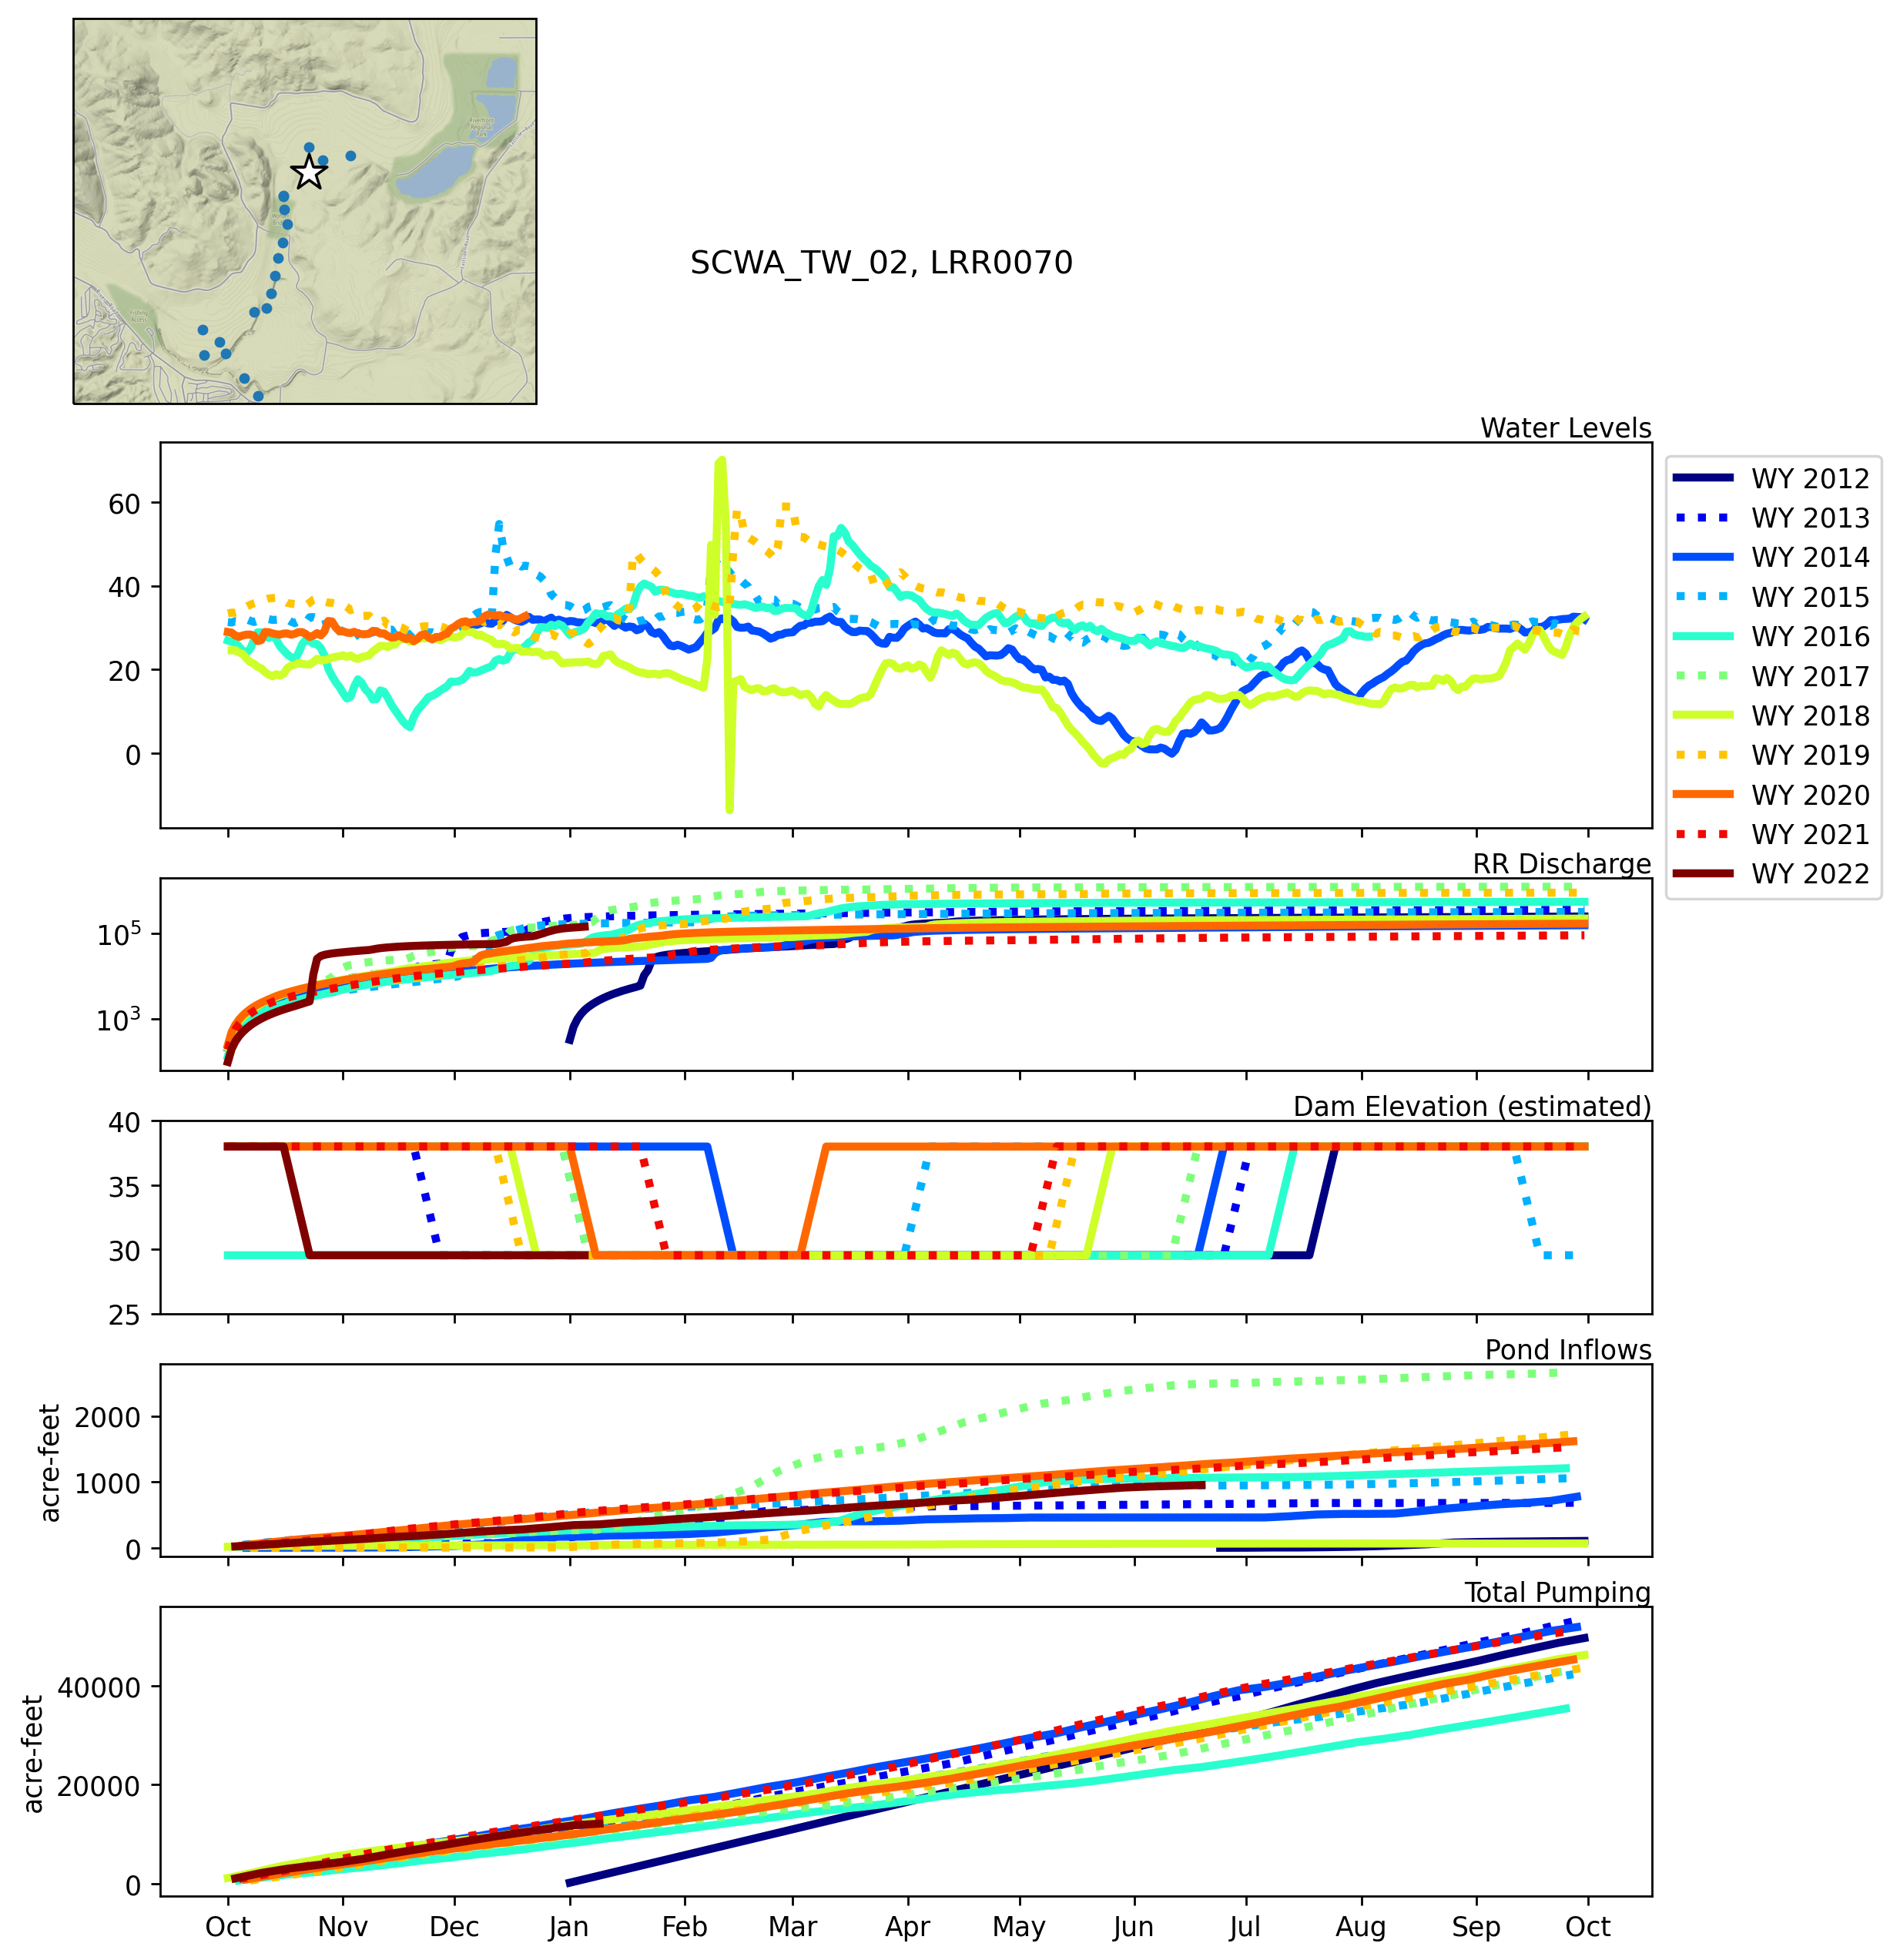 SCWA_TW_02, LRR0070
Water Levels
60
40
20
0
WY 2012
WY 2013
WY 2014
WY 2015
WY 2016
WY 2017
WY 2018
WY 2019
WY 2020
WY 2021
WY 2022
RR Discharge
10^5
10^3
Dam Elevation (estimated)
40
35
30
25
Pond Inflows
acre-feet
2000
1000
0
Total Pumping
acre-feet
40000
20000
0
Oct Nov Dec Jan Feb Mar Apr May Jun Jul Aug Sep Oct